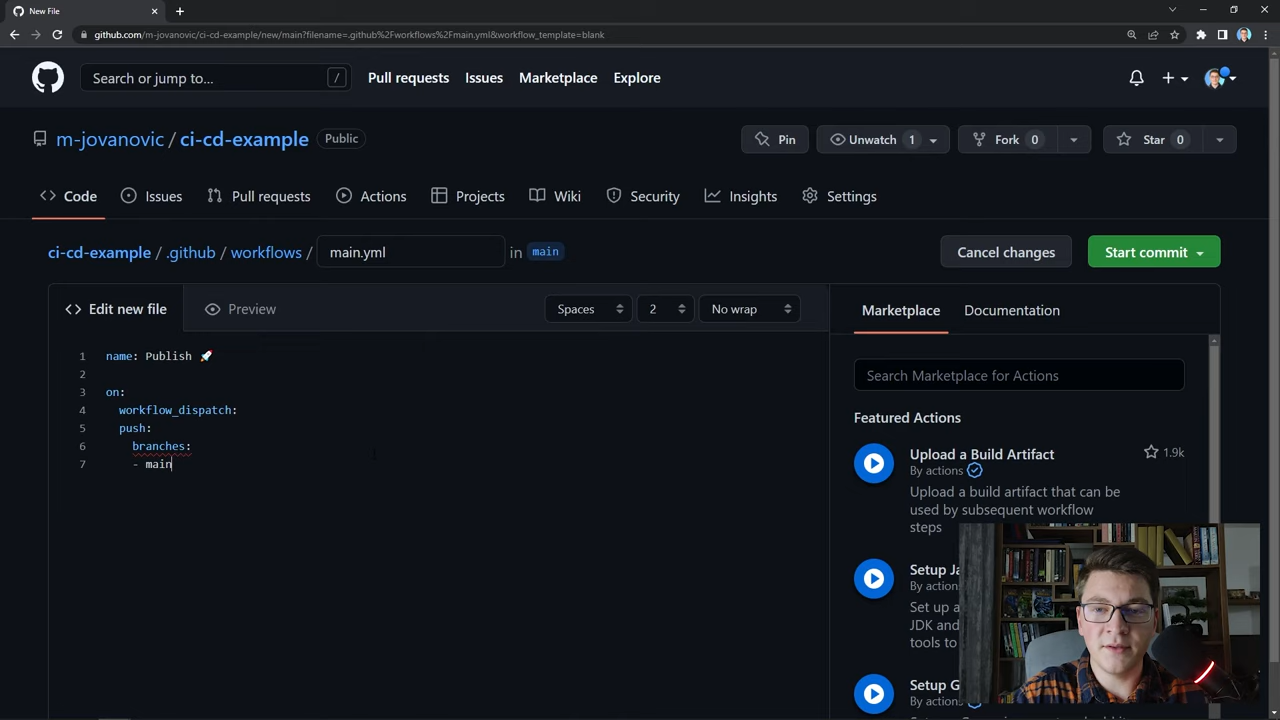 New File
github.com/m-jovanovic/ci-cd-example/new/main?filename=.github%2Fworkflows%2Fmain.yml&workflow_template=blank
Search or jump to... /
Pull requests Issues Marketplace Explore
m-jovanovic / ci-cd-example Public
Pin Unwatch 1 Fork 0 Star 0
Code Issues Pull requests Actions Projects Wiki Security Insights Settings
ci-cd-example / .github / workflows / main.yml in main
Cancel changes Start commit
Edit new file Preview Spaces 2 No wrap
1 name: Publish 🚀
2
3 on:
4 workflow_dispatch:
5 push:
6 branches:
7 - main
Marketplace Documentation
Search Marketplace for Actions
Featured Actions
Upload a Build Artifact 1.9k
By actions
Upload a build artifact that can be
used by subsequent workflow
steps
Setup Ja
By action
Set up a
JDK and
tools to
Setup G
By action